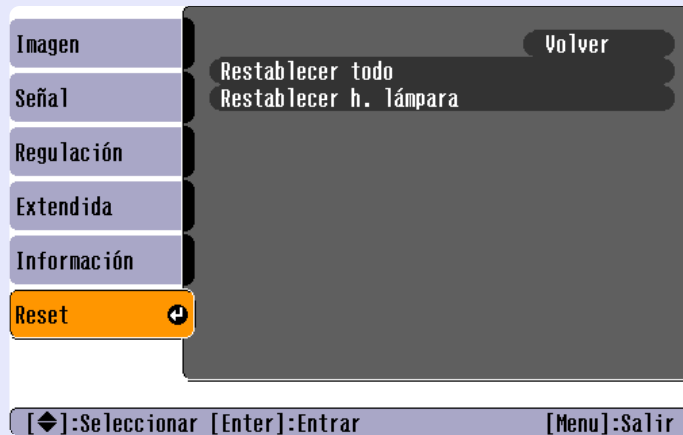 Imagen
Señal
Regulación
Extendida
Información
Reset
Volver
Restablecer todo
Restablecer h. lámpara
[]:Seleccionar [Enter]:Entrar [Menu]:Salir